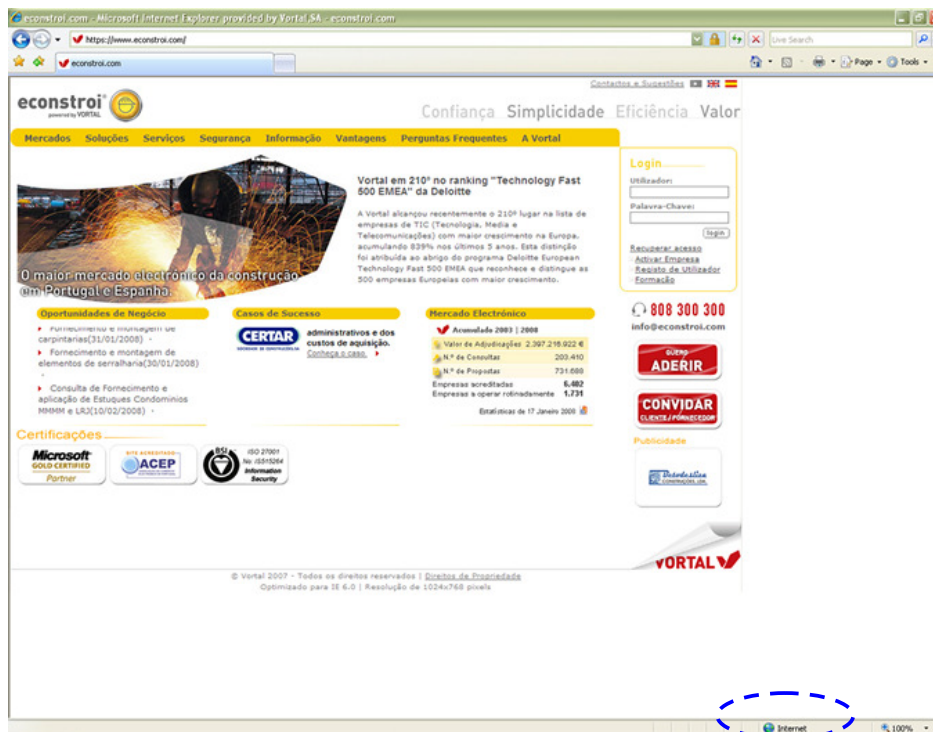 econstroi.com - Microsoft Internet Explorer provided by Vortal,SA - econstroi.com
https://www.econstroi.com/
Live Search
econstroi.com
Page
Tools
Contactos e Sugestões
econstroi
powered by VORTAL
Confiança Simplicidade Eficiência Valor
Mercados Soluções Serviços Segurança Informação Vantagens Perguntas Frequentes A Vortal
O maior mercado electrónico da construção
em Portugal e Espanha.
Vortal em 210º no ranking "Technology Fast
500 EMEA" da Deloitte
A Vortal alcançou recentemente o 210º lugar na lista de
empresas de TIC (Tecnologia, Media e
Telecomunicações) com maior crescimento na Europa,
acumulando 839% nos últimos 5 anos. Esta distinção
foi atribuída ao abrigo do programa Deloitte European
Technology Fast 500 EMEA que reconhece e distingue as
500 empresas Europeias com maior crescimento.
Login
Utilizador:
Palavra-Chave:
login
Recuperar acesso
Activar Empresa
Registo de Utilizador
Formação
Oportunidades de Negócio
Fornecimento e montagem de
carpintarias(31/01/2008) -
Fornecimento e montagem de
elementos de serralharia(30/01/2008)
-
Consulta de Fornecimento e
aplicação de Estuques Condominios
MMMM e LRJ(10/02/2008) -
Casos de Sucesso
CERTAR
administrativos e dos
custos de aquisição.
Conheça o caso.
Mercado Electrónico
Acumulado 2003 | 2008
Valor de Adjudicações 2.397.218.922 €
N.º de Consultas 203.410
N.º de Propostas 731.688
Empresas acreditadas 6.482
Empresas a operar rotinadamente 1.731
Estatísticas de 17 Janeiro 2008
808 300 300
info@econstroi.com
QUERO
ADERIR
CONVIDAR
CLIENTE / FORNECEDOR
Publicidade
CONSTRUÇÕES, LDA.
Certificações
Microsoft
GOLD CERTIFIED
Partner
SITE ACREDITADO
ACEP
BSI
ISO 27001
No: IS515264
Information
Security
VORTAL
© Vortal 2007 - Todos os direitos reservados | Direitos de Propriedade
Optimizado para IE 6.0 | Resolução de 1024x768 pixels
Internet
100%